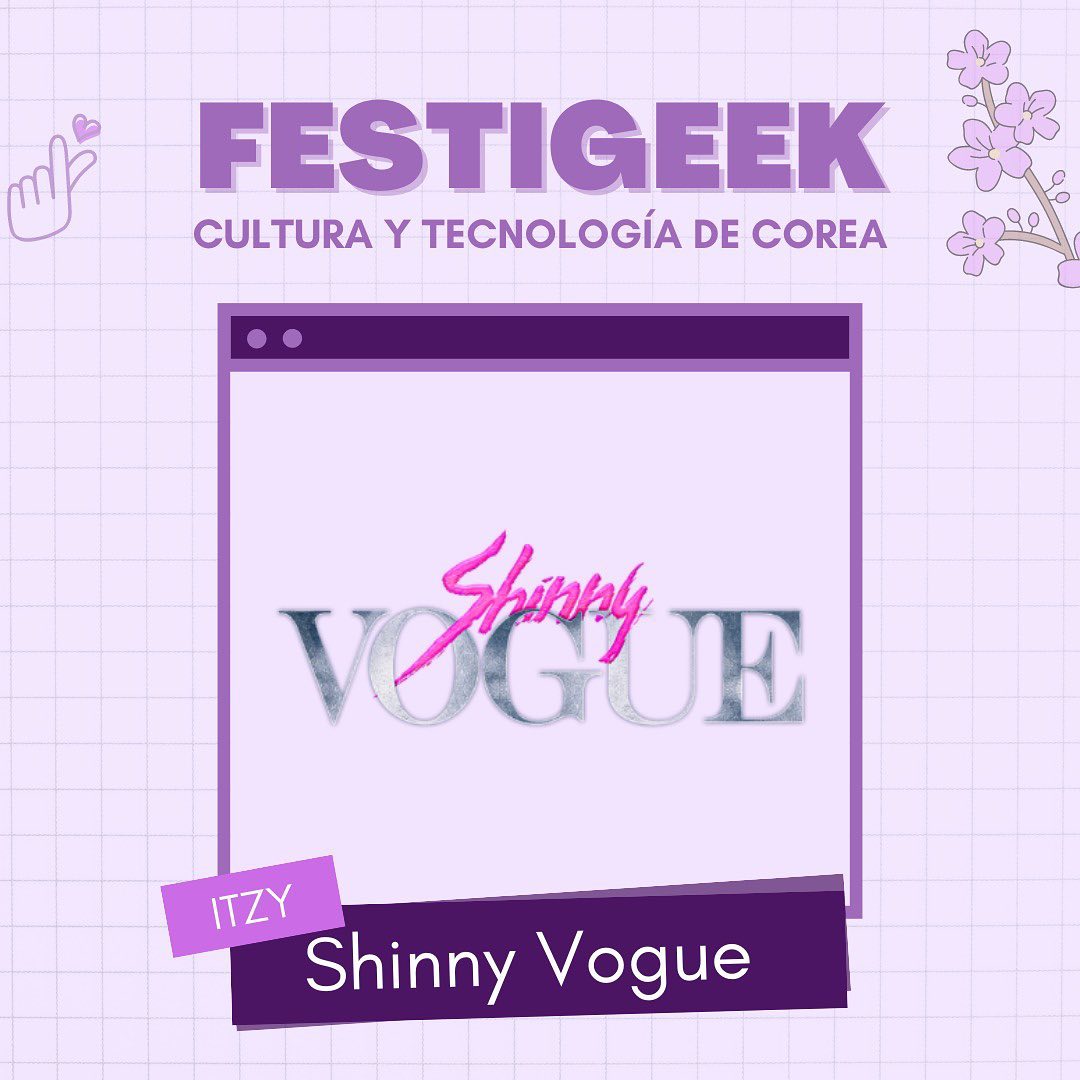 FESTIGEEK
CULTURA Y TECNOLOGÍA DE COREA
Shinny
VOGUE
ITZY
Shinny Vogue